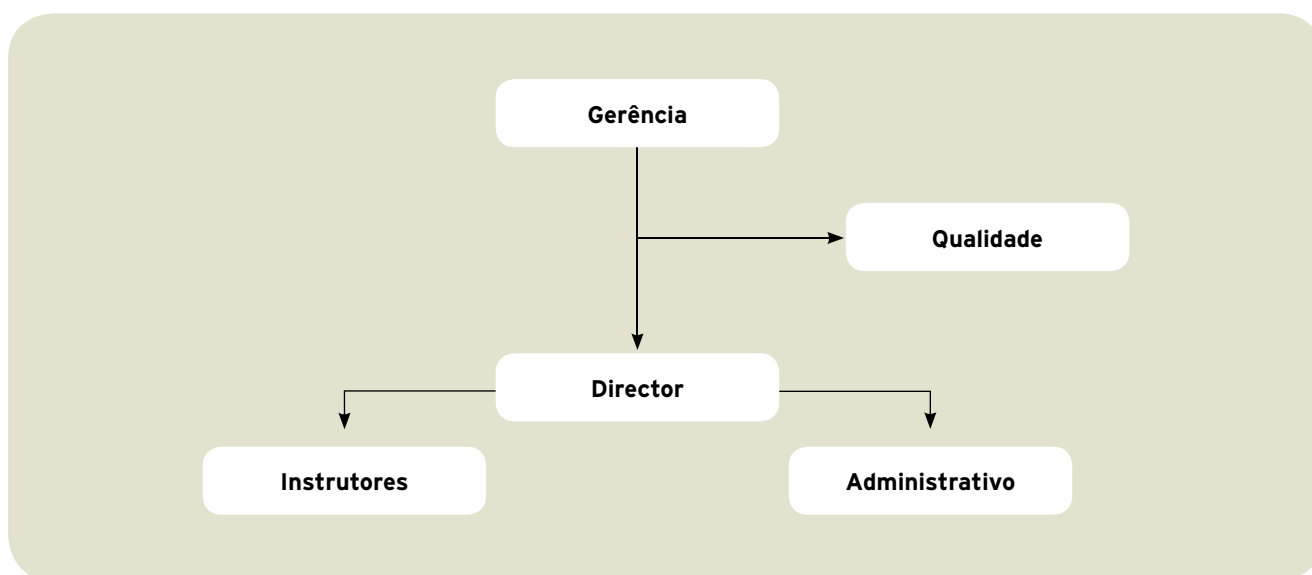 Gerência
Qualidade
Director
Instrutores
Administrativo